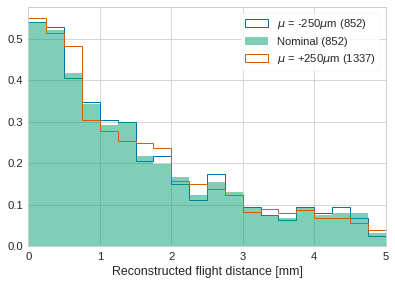 μ = -250μm (852)
Nominal (852)
μ = +250μm (1337)
0.5
0.4
0.3
0.2
0.1
0.0
0 1 2 3 4 5
Reconstructed flight distance [mm]